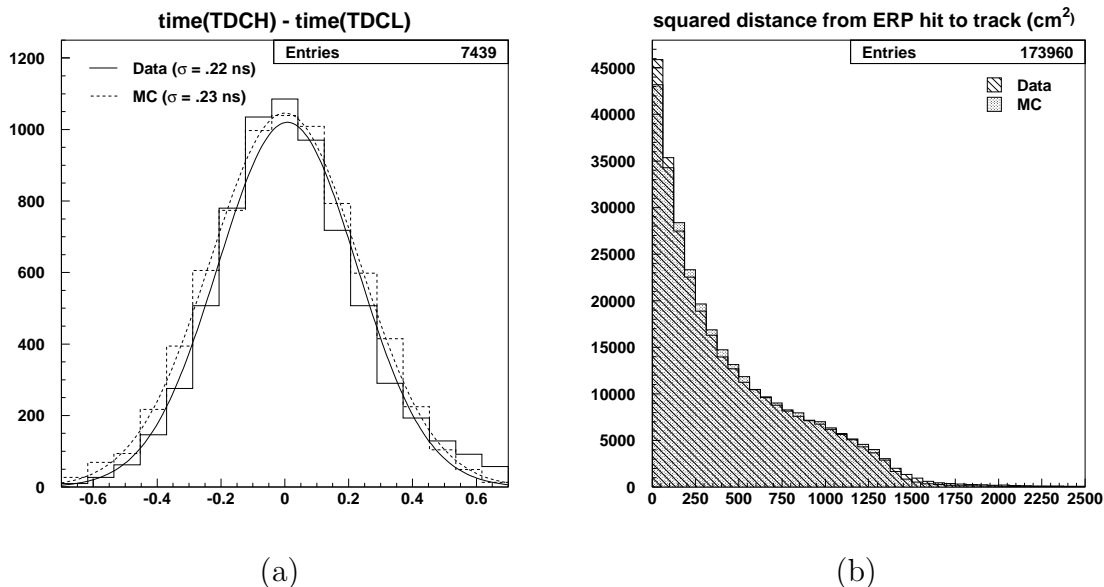 time(TDCH) - time(TDCL)
Entries 7439
Data (σ = .22 ns)
MC (σ = .23 ns)
1200
1000
800
600
400
200
0
-0.6 -0.4 -0.2 0 0.2 0.4 0.6
(a)
squared distance from ERP hit to track (cm²)
Entries 173960
Data
MC
45000
40000
35000
30000
25000
20000
15000
10000
5000
0
0 250 500 750 1000 1250 1500 1750 2000 2250 2500
(b)